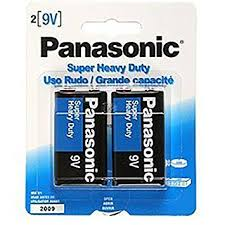 2[9V]
Panasonic
Super Heavy Duty
Uso Rudo / Grande capacité
Panasonic
Super
Heavy Duty
9V
Panasonic
Super
Heavy Duty
9V
2009